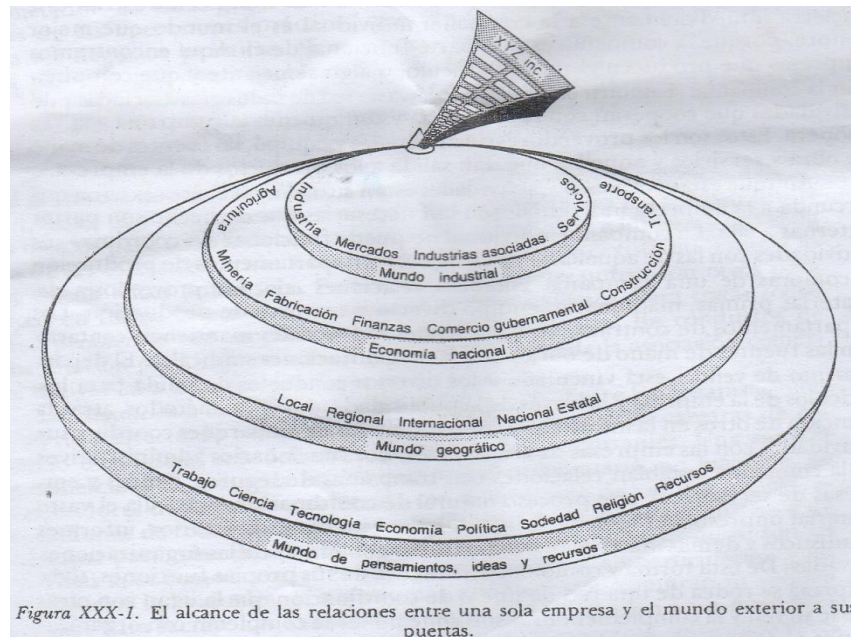 XYZ inc
Industria Mercados Industrias asociadas Servicios
Mundo industrial
Agricultura Minería Fabricación Finanzas Comercio gubernamental Construcción Transporte
Economía nacional
Local Regional Internacional Nacional Estatal
Mundo geográfico
Trabajo Ciencia Tecnología Economía Política Sociedad Religión Recursos
Mundo de pensamientos, ideas y recursos
Figura XXX-1. El alcance de las relaciones entre una sola empresa y el mundo exterior a sus
puertas.